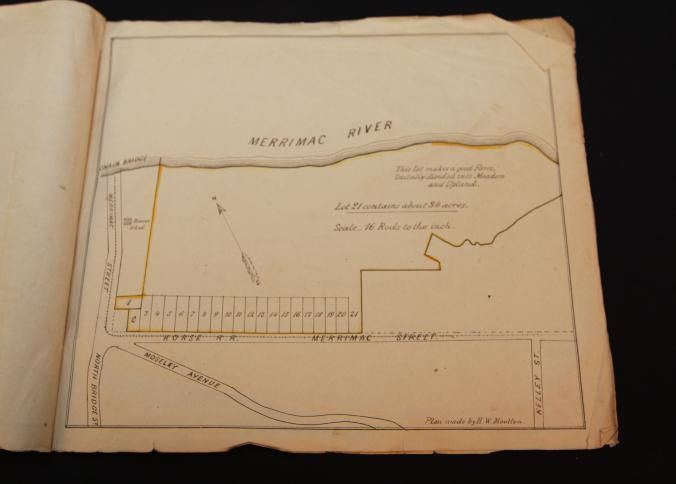 MERRIMAC RIVER
CHAIN BRIDGE
This lot makes a good Farm,
divided into Meadow
and Upland.
Lot 21 contains about 34 acres.
Scale.. 16 Rods to the inch.
MERRIMAC STREET
N
1
2 3 4 5 6 7 8 9 10 11 12 13 14 15 16 17 18 19 20 21
HORSE R.R. MERRIMAC STREET
MOSELEY AVENUE
NORTH BRIDGE ST.
KELLEY ST.
Plan made by H. W. Moulton